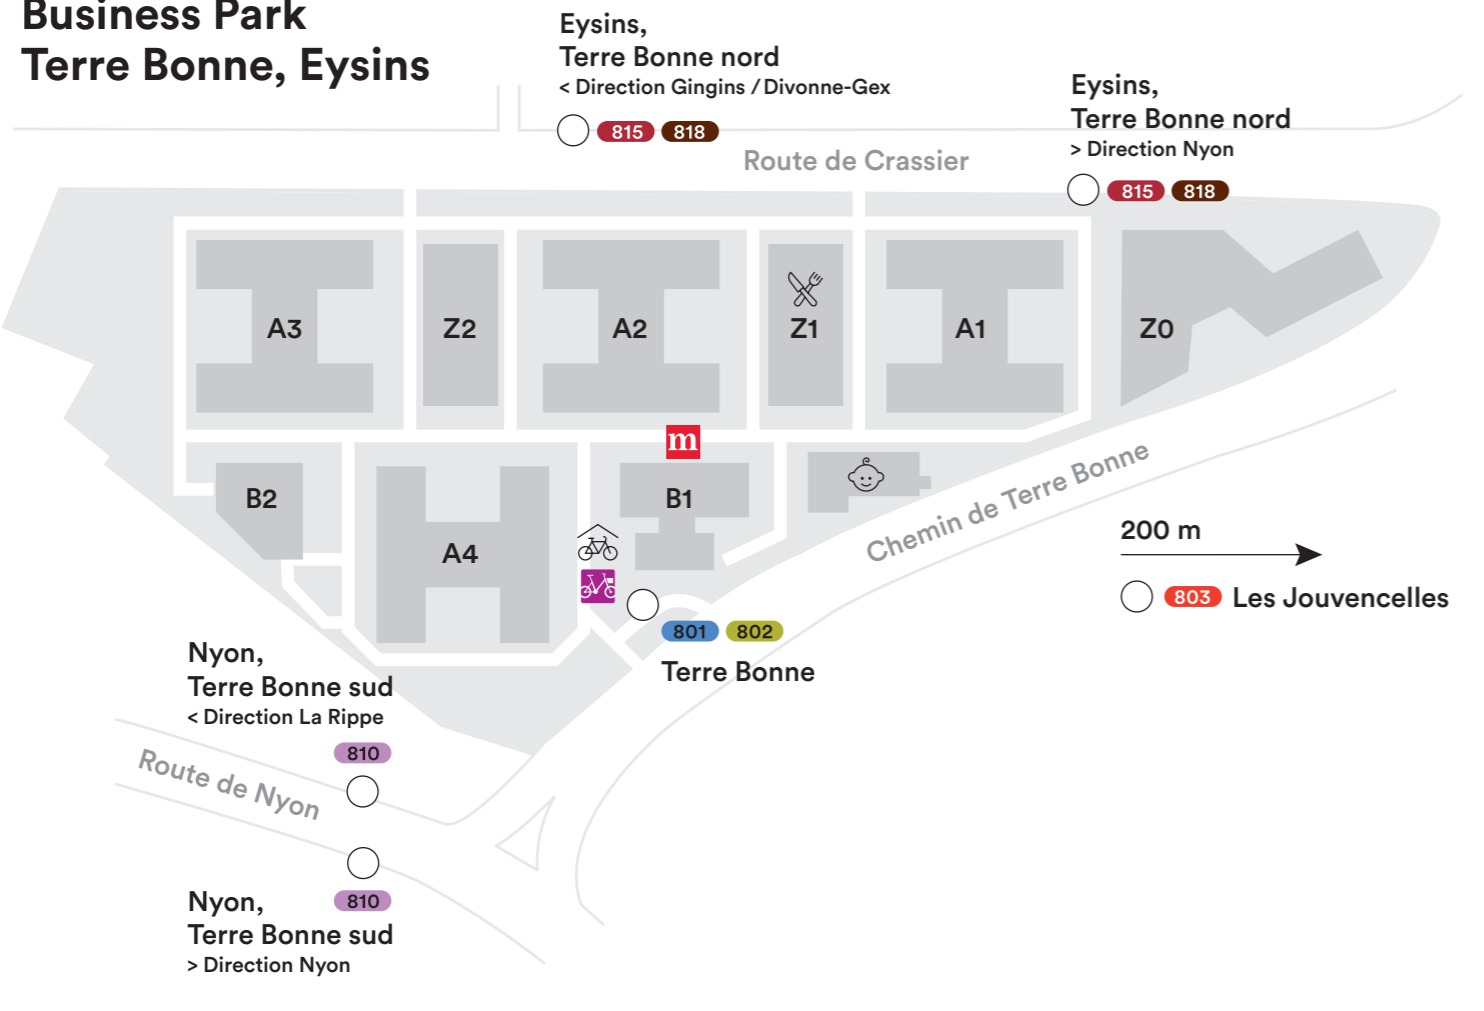 Business Park
Terre Bonne, Eysins
Eysins,
Terre Bonne nord
< Direction Gingins / Divonne-Gex
815 818
Eysins,
Terre Bonne nord
> Direction Nyon
815 818
Route de Crassier
A3
Z2
A2
Z1
A1
Z0
m
B2
A4
B1
Chemin de Terre Bonne
200 m
803 Les Jouvencelles
801 802
Terre Bonne
Nyon,
Terre Bonne sud
< Direction La Rippe
810
Route de Nyon
810
Nyon,
Terre Bonne sud
> Direction Nyon